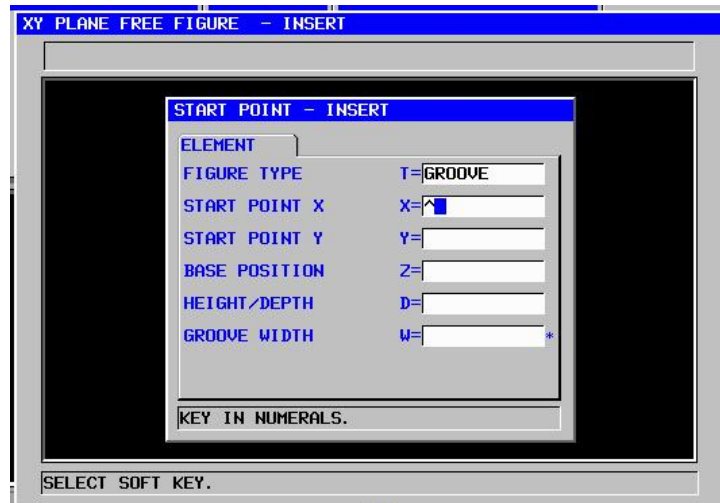 XY PLANE FREE FIGURE - INSERT
START POINT - INSERT
ELEMENT
FIGURE TYPE T=GROOVE
START POINT X X=^
START POINT Y Y=
BASE POSITION Z=
HEIGHT/DEPTH D=
GROOVE WIDTH W= *
KEY IN NUMERALS.
SELECT SOFT KEY.